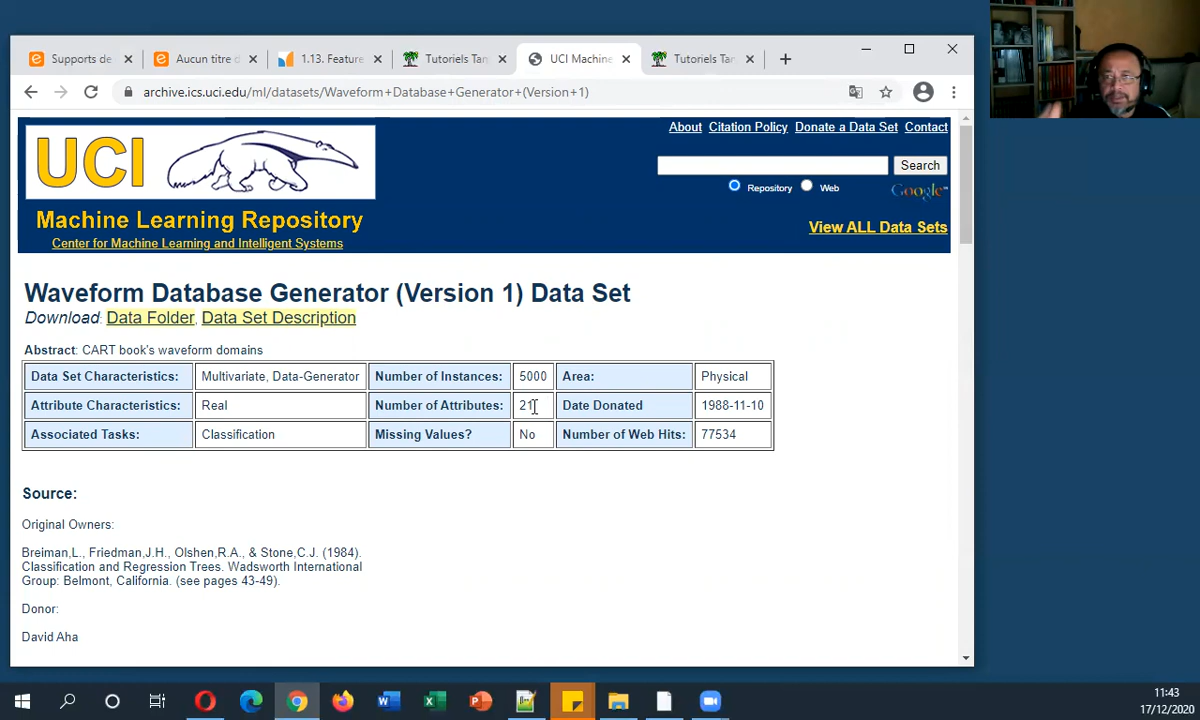 Supports de
Aucun titre d
1.13. Feature
Tutoriels Tan
UCI Machine
Tutoriels Tan
archive.ics.uci.edu/ml/datasets/Waveform+Database+Generator+(Version+1)
About Citation Policy Donate a Data Set Contact
UCI
Search
Repository Web Google™
Machine Learning Repository
View ALL Data Sets
Center for Machine Learning and Intelligent Systems
Waveform Database Generator (Version 1) Data Set
Download: Data Folder, Data Set Description
Abstract: CART book's waveform domains
Data Set Characteristics: Multivariate, Data-Generator Number of Instances: 5000 Area: Physical
Attribute Characteristics: Real Number of Attributes: 21 Date Donated 1988-11-10
Associated Tasks: Classification Missing Values? No Number of Web Hits: 77534
Source:
Original Owners:
Breiman,L., Friedman,J.H., Olshen,R.A., & Stone,C.J. (1984).
Classification and Regression Trees. Wadsworth International
Group: Belmont, California. (see pages 43-49).
Donor:
David Aha
11:43
17/12/2020